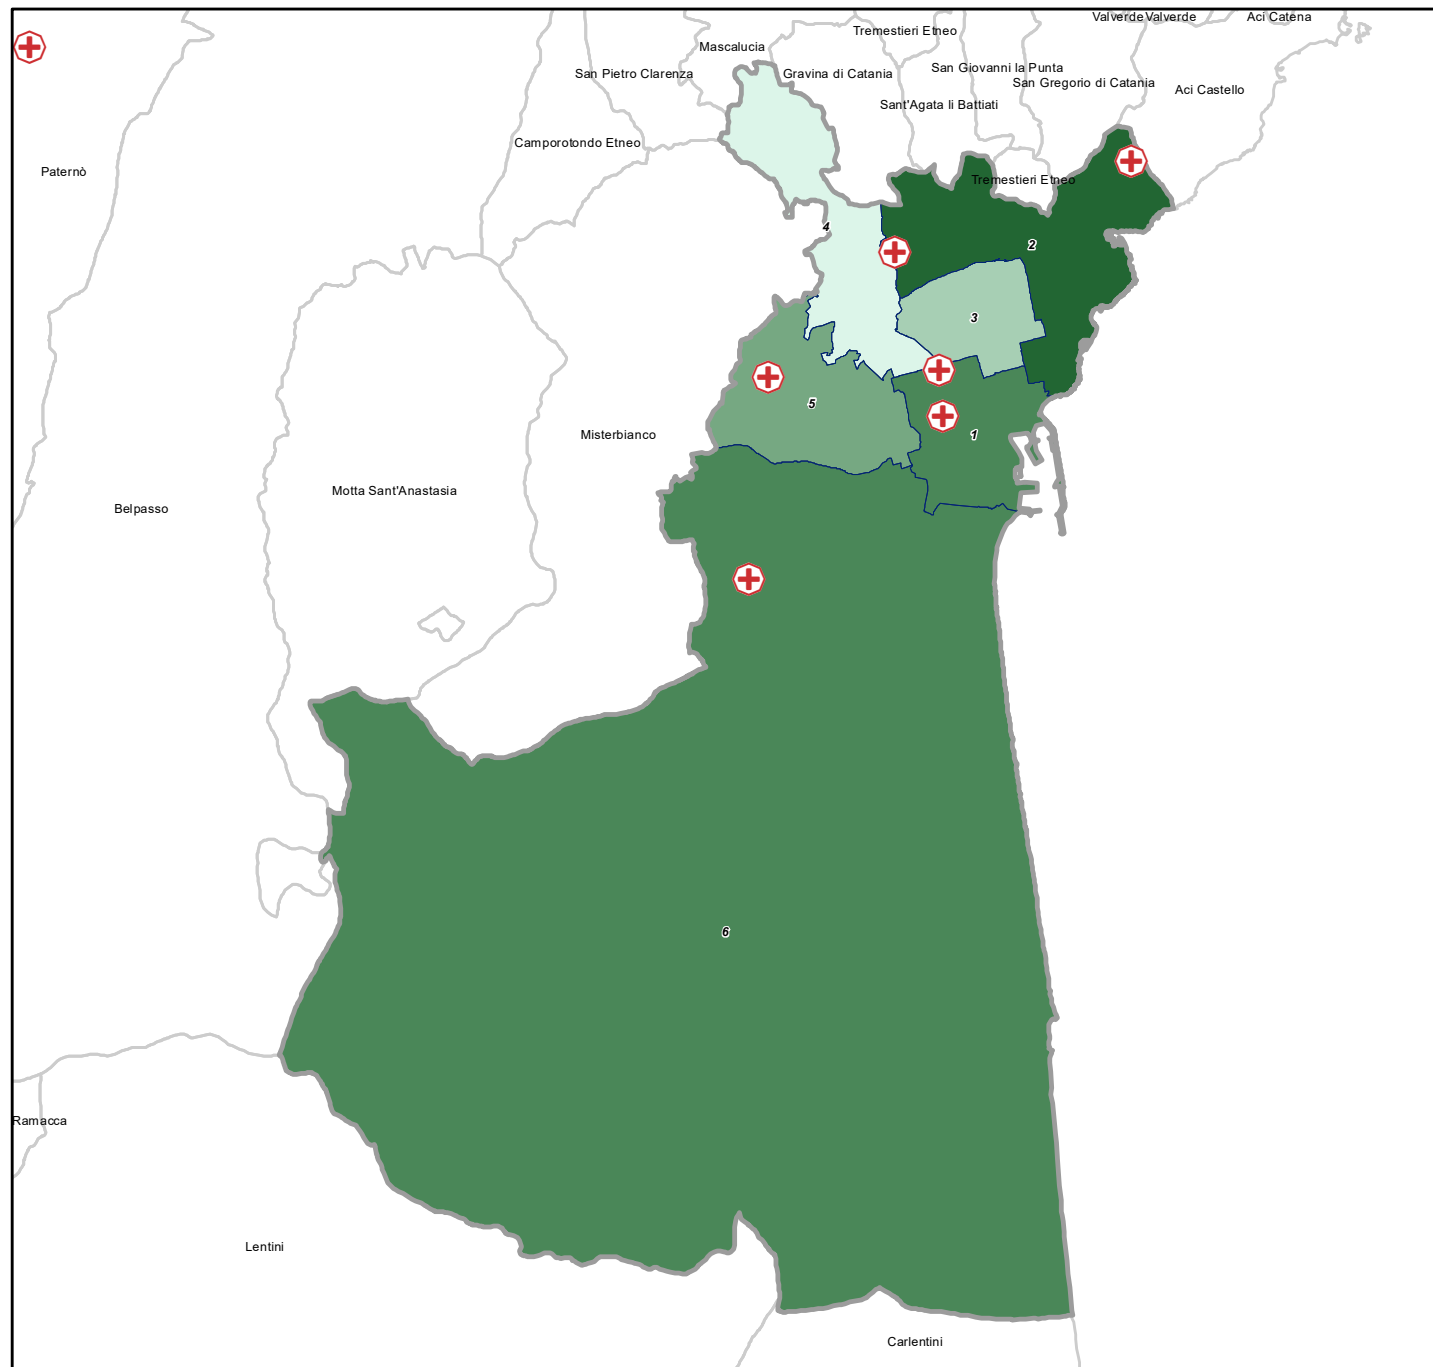 Valverde Valverde
Aci Catena
Tremestieri Etneo
Mascalucia
San Pietro Clarenza
Gravina di Catania
San Giovanni la Punta
San Gregorio di Catania
Aci Castello
Sant'Agata li Battiati
Camporotondo Etneo
Paternò
Tremestieri Etneo
4
2
3
5
1
Misterbianco
Motta Sant'Anastasia
Belpasso
6
Ramacca
Lentini
Carlentini